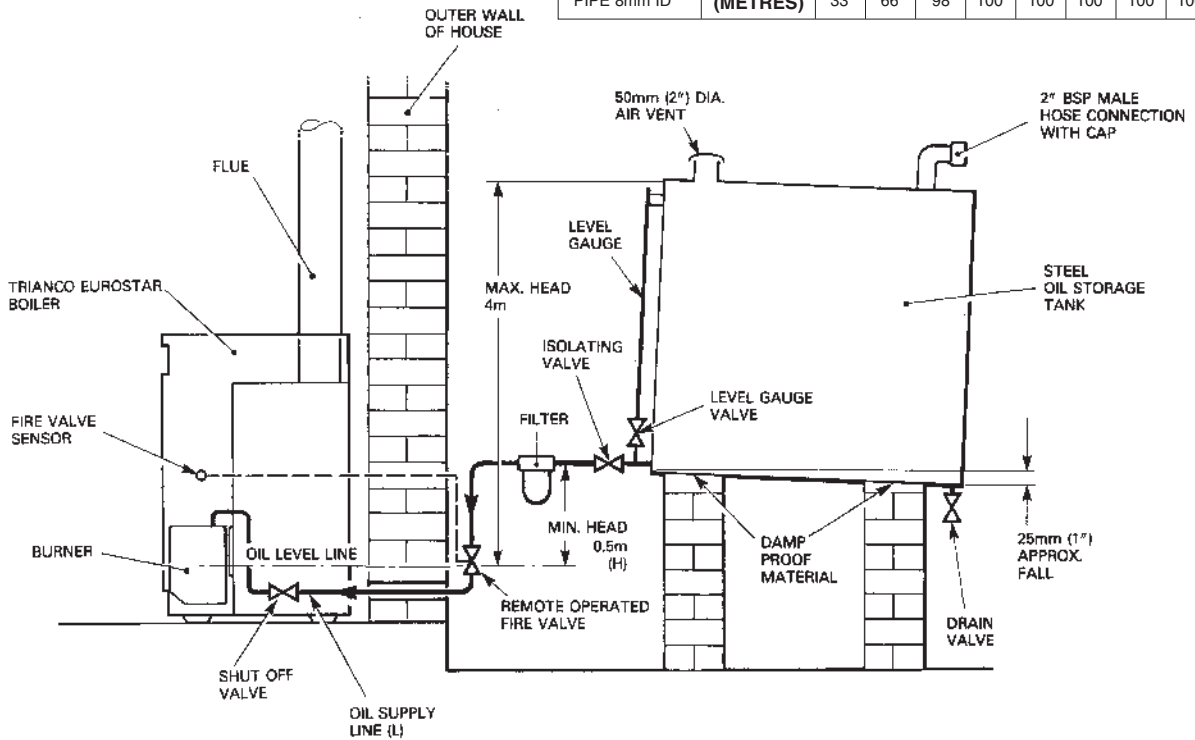 PIPE 8mm ID (METRES) 33 66 98 100 100 100 100
OUTER WALL
OF HOUSE
50mm (2") DIA.
AIR VENT
2" BSP MALE
HOSE CONNECTION
WITH CAP
FLUE
LEVEL
GAUGE
TRIANCO EUROSTAR
BOILER
MAX. HEAD
4m
STEEL
OIL STORAGE
TANK
ISOLATING
VALVE
LEVEL GAUGE
VALVE
FIRE VALVE
SENSOR
FILTER
MIN. HEAD
0.5m
(H)
BURNER
OIL LEVEL LINE
DAMP
PROOF
MATERIAL
25mm (1")
APPROX.
FALL
REMOTE OPERATED
FIRE VALVE
DRAIN
VALVE
SHUT OFF
VALVE
OIL SUPPLY
LINE (L)